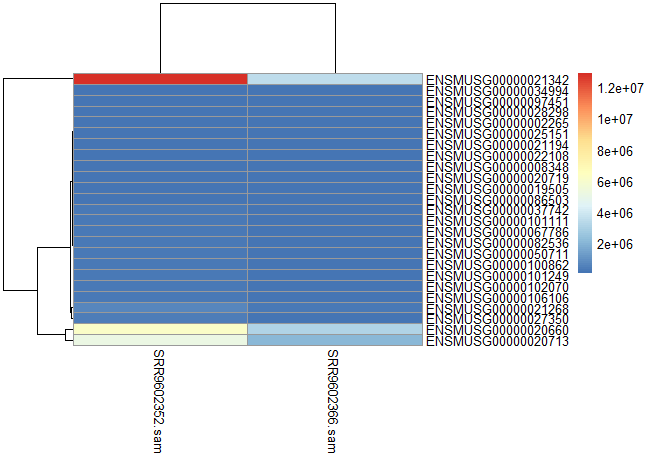 ENSMUSG00000021342
ENSMUSG00000034994
ENSMUSG00000097451
ENSMUSG00000028298
ENSMUSG00000002265
ENSMUSG00000025151
ENSMUSG00000021194
ENSMUSG00000022108
ENSMUSG00000008348
ENSMUSG00000020719
ENSMUSG00000019505
ENSMUSG00000086503
ENSMUSG00000037742
ENSMUSG00000101111
ENSMUSG00000067786
ENSMUSG00000082536
ENSMUSG00000050711
ENSMUSG00000100862
ENSMUSG00000101249
ENSMUSG00000102070
ENSMUSG00000106106
ENSMUSG00000021268
ENSMUSG00000027350
ENSMUSG00000020660
ENSMUSG00000020713
1.2e+07
1e+07
8e+06
6e+06
4e+06
2e+06
SRR9602352.sam
SRR9602366.sam